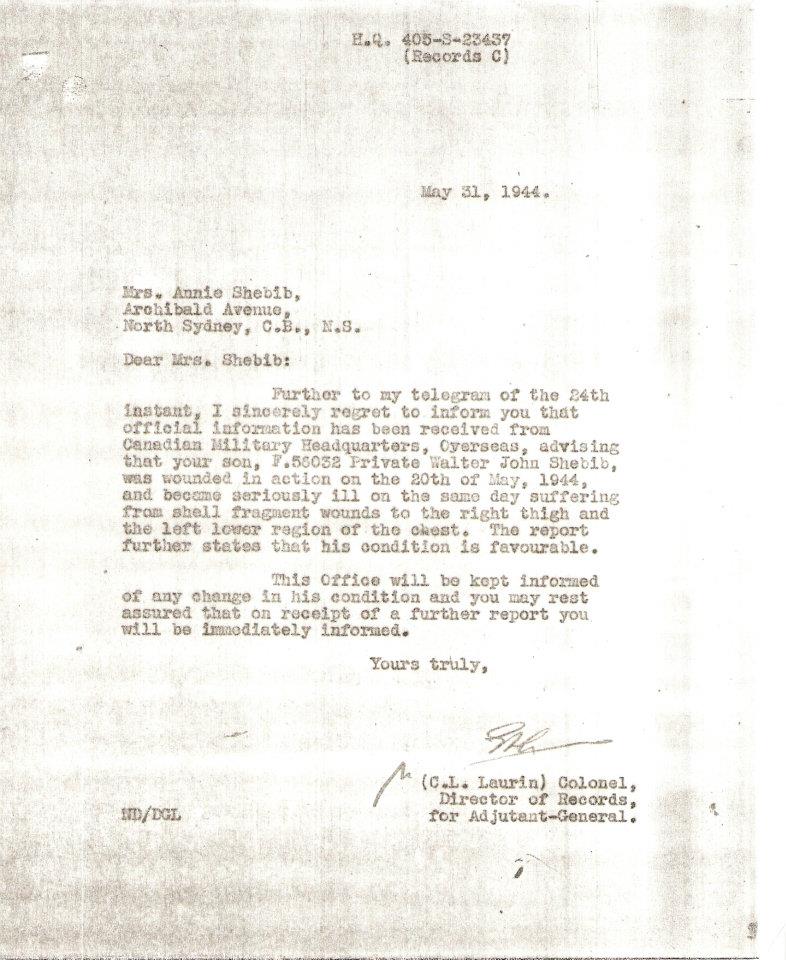 H.Q. 405-S-23437
(Records C)
May 31, 1944.
Mrs. Annie Shebib,
Archibald Avenue,
North Sydney, C.B., N.S.
Dear Mrs. Shebib:
Further to my telegram of the 24th
instant, I sincerely regret to inform you that
official information has been received from
Canadian Military Headquarters, Overseas, advising
that your son, F.56032 Private Walter John Shebib,
was wounded in action on the 20th of May, 1944,
and became seriously ill on the same day suffering
from shell fragment wounds to the right thigh and
the left lower region of the chest. The report
further states that his condition is favourable.
This Office will be kept informed
of any change in his condition and you may rest
assured that on receipt of a further report you
will be immediately informed.
Yours truly,
(C.L. Laurin) Colonel,
Director of Records,
for Adjutant-General.
ND/DGL